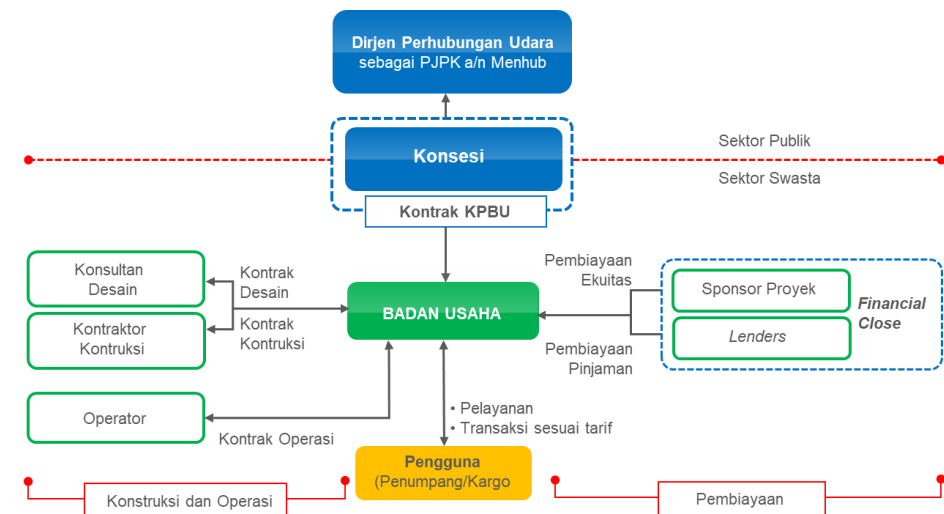 Dirjen Perhubungan Udara
sebagai PJPK a/n Menhub
Konsesi
Sektor Publik
Sektor Swasta
Kontrak KPBU
Konsultan
Desain
Kontrak
Desain
Kontraktor
Kontruksi
Kontrak
Kontruksi
BADAN USAHA
Pembiayaan
Ekuitas
Pembiayaan
Pinjaman
Sponsor Proyek
Lenders
Financial
Close
Operator
Kontrak Operasi
• Pelayanan
• Transaksi sesuai tarif
Pengguna
(Penumpang/Kargo
Konstruksi dan Operasi
Pembiayaan